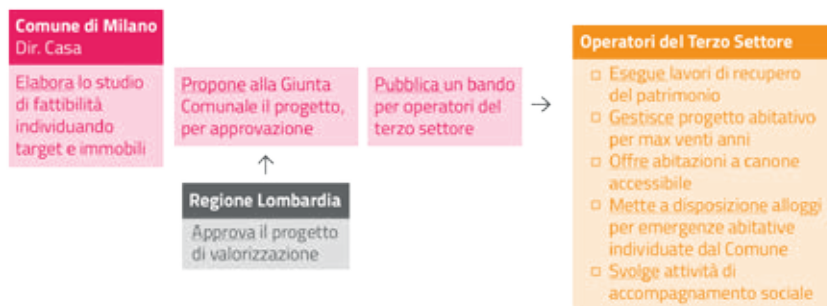 Comune di Milano
Dir. Casa
Elabora lo studio
di fattibilità
individuando
target e immobili
Propone alla Giunta
Comunale il progetto,
per approvazione
Pubblica un bando
per operatori del
terzo settore
Regione Lombardia
Approva il progetto
di valorizzazione
Operatori del Terzo Settore
Esegue lavori di recupero
del patrimonio
Gestisce progetto abitativo
per max venti anni
Offre abitazioni a canone
accessibile
Mette a disposizione alloggi
per emergenze abitative
individuate dal Comune
Svolge attività di
accompagnamento sociale